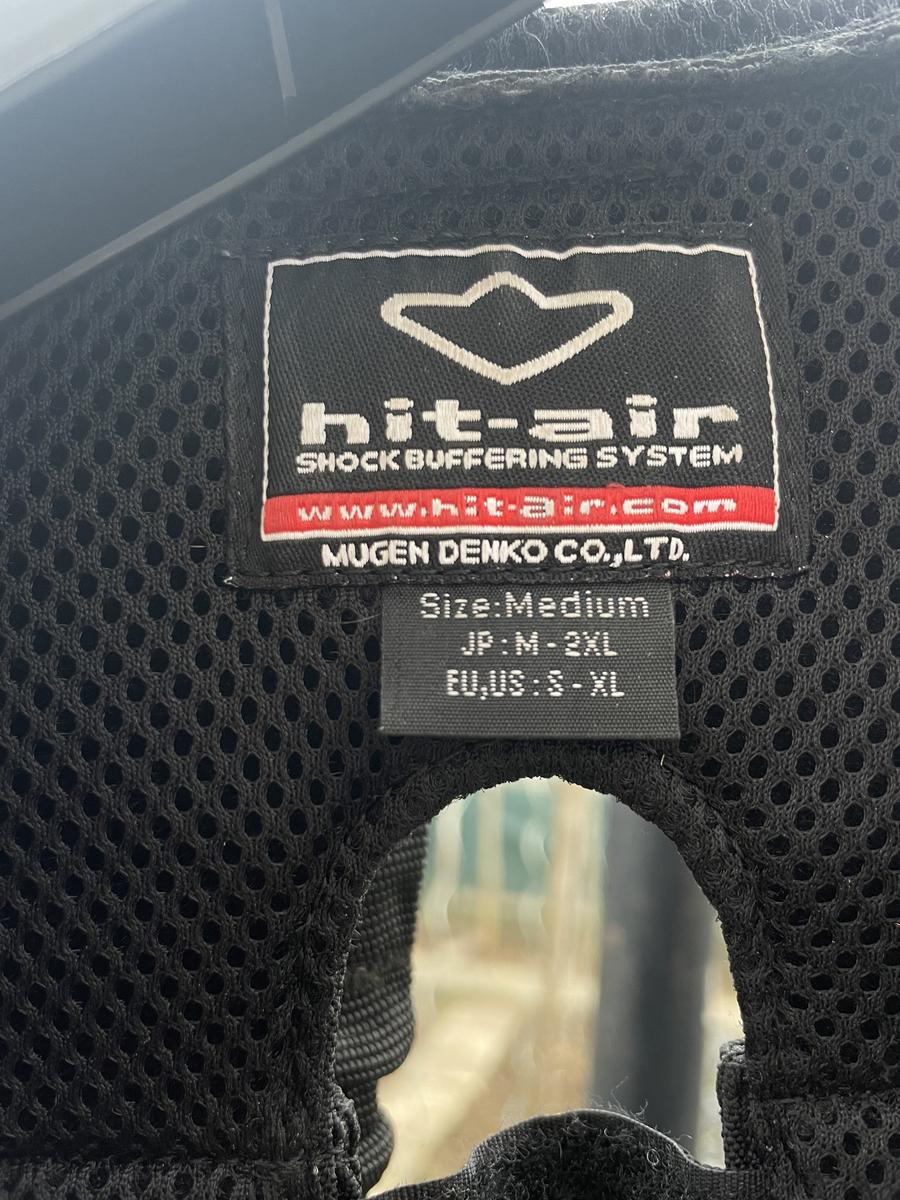 hit-air
SHOCK BUFFERING SYSTEM
www.hit-air.com
MUGEN DENKO CO.,LTD.
Size:Medium
JP : M - 2XL
EU,US : S - XL